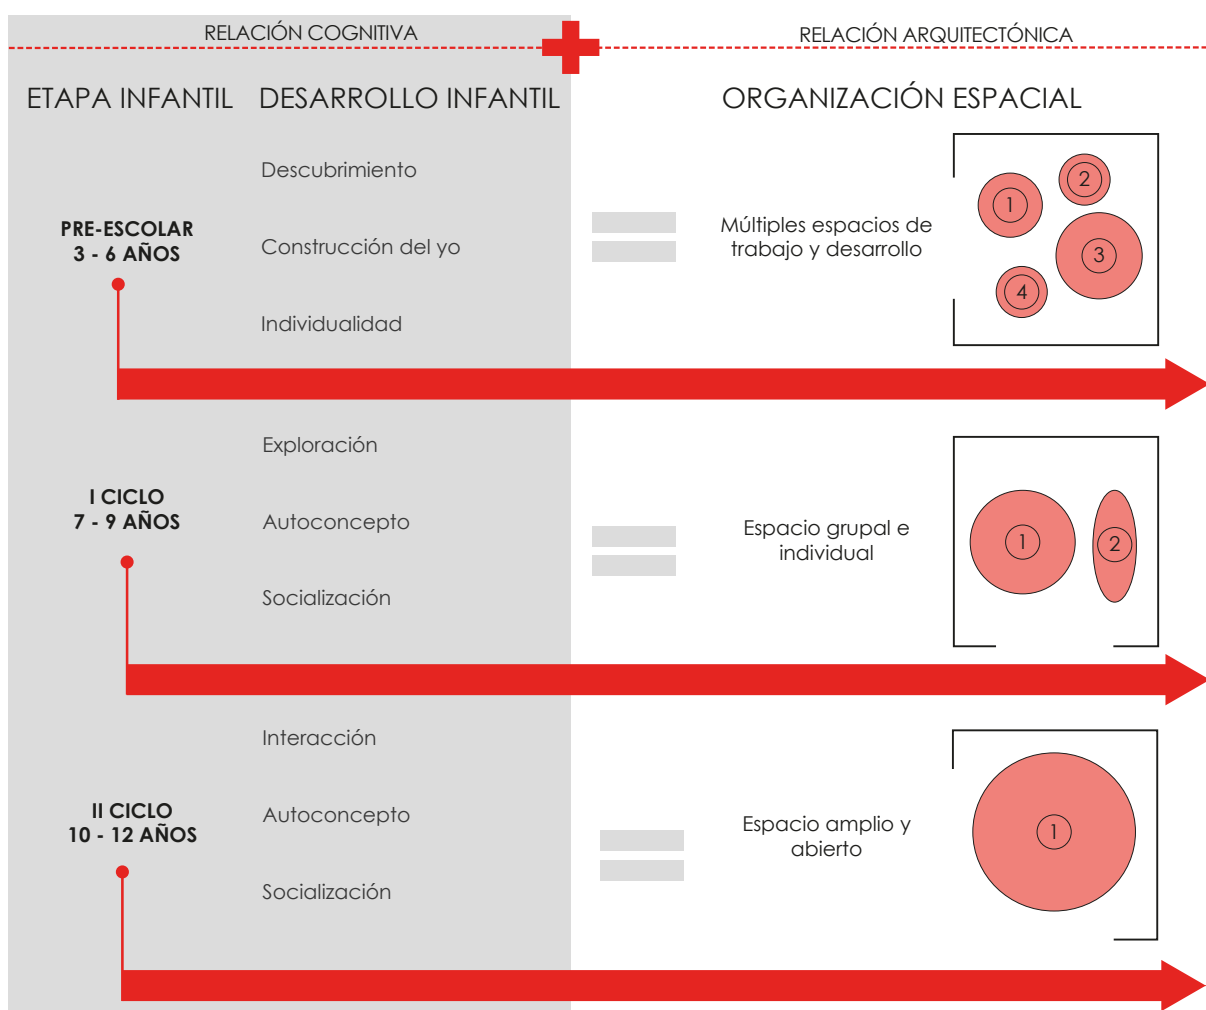 RELACIÓN COGNITIVA
RELACIÓN ARQUITECTÓNICA
ETAPA INFANTIL
DESARROLLO INFANTIL
ORGANIZACIÓN ESPACIAL
PRE-ESCOLAR
3 - 6 AÑOS
Descubrimiento
Construcción del yo
Individualidad
Múltiples espacios de
trabajo y desarrollo
1
2
3
4
I CICLO
7 - 9 AÑOS
Exploración
Autoconcepto
Socialización
Espacio grupal e
individual
1
2
II CICLO
10 - 12 AÑOS
Interacción
Autoconcepto
Socialización
Espacio amplio y
abierto
1